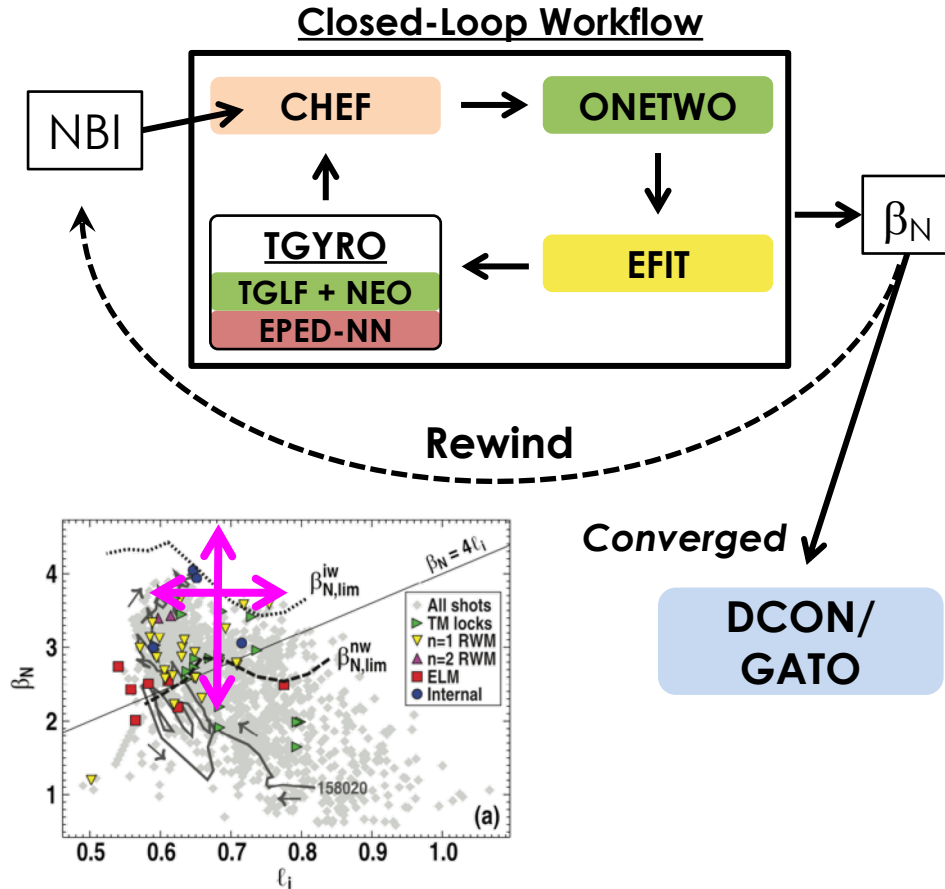 Closed-Loop Workflow
NBI
CHEF
ONETWO
TGYRO
TGLF + NEO
EPED-NN
EFIT
βN
Rewind
Converged
DCON/
GATO
βN
4
3
2
1
βN,lim^iw
βN = 4ℓi
βN,lim^nw
All shots
TM locks
n=1 RWM
n=2 RWM
ELM
Internal
158020
(a)
0.5 0.6 0.7 0.8 0.9 1.0
ℓi